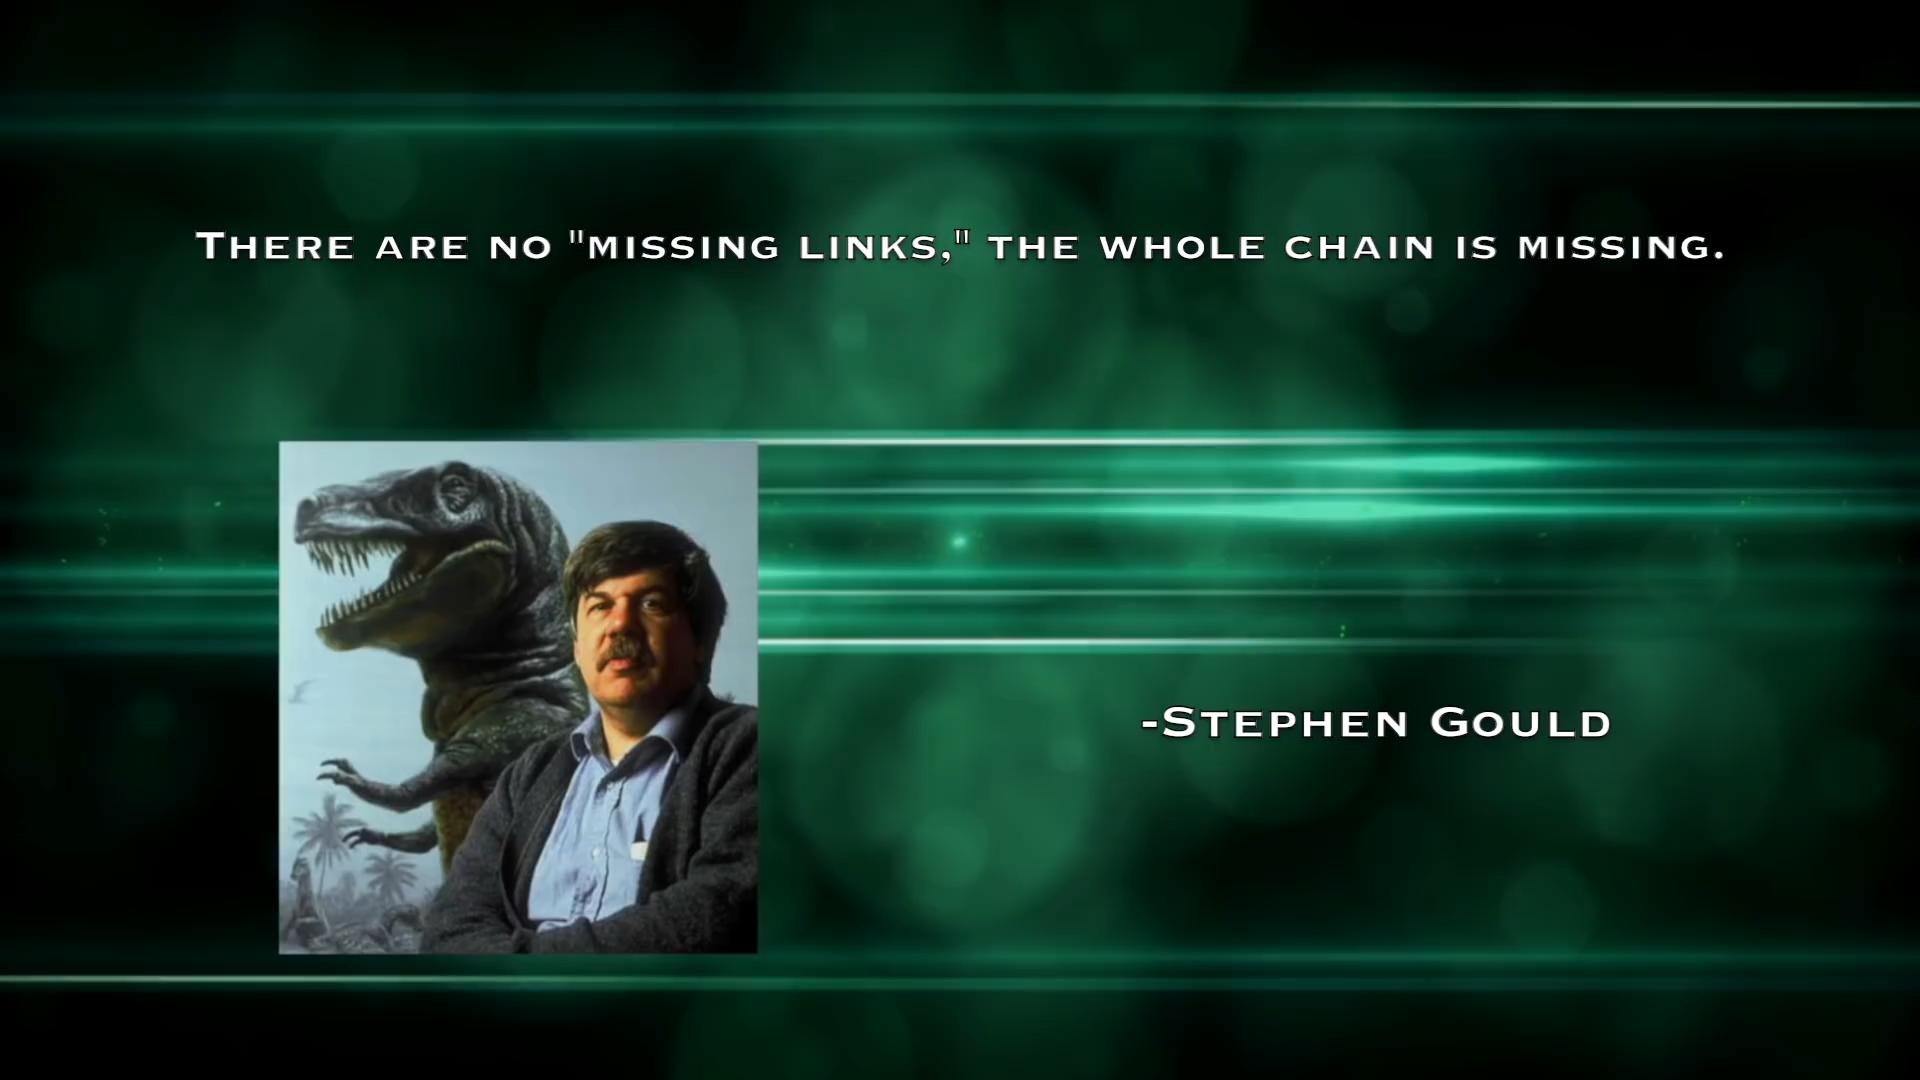 There are no "missing links," the whole chain is missing.
-Stephen Gould